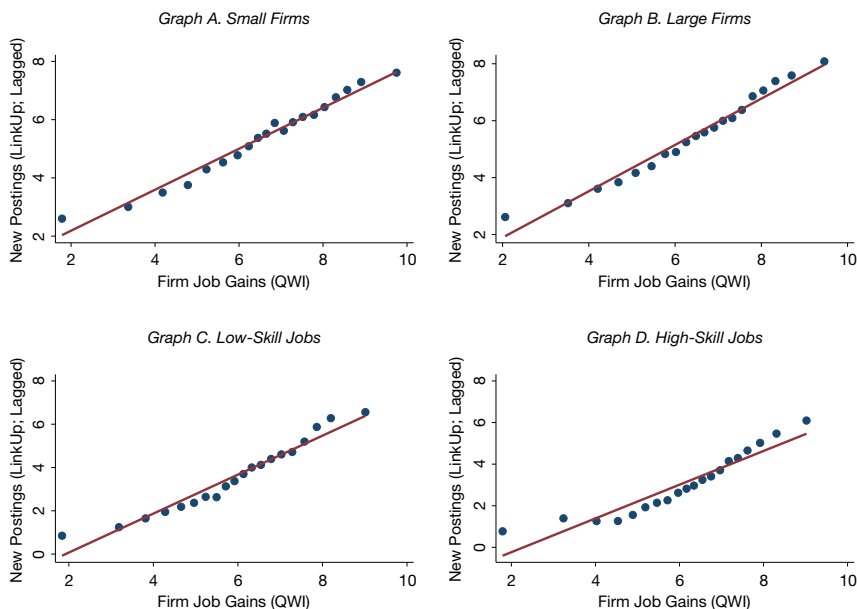 Graph A. Small Firms
New Postings (LinkUp; Lagged)
8
6
4
2
2 4 6 8 10
Firm Job Gains (QWI)
Graph B. Large Firms
New Postings (LinkUp; Lagged)
8
6
4
2
2 4 6 8 10
Firm Job Gains (QWI)
Graph C. Low-Skill Jobs
New Postings (LinkUp; Lagged)
8
6
4
2
0
2 4 6 8 10
Firm Job Gains (QWI)
Graph D. High-Skill Jobs
New Postings (LinkUp; Lagged)
8
6
4
2
0
2 4 6 8 10
Firm Job Gains (QWI)